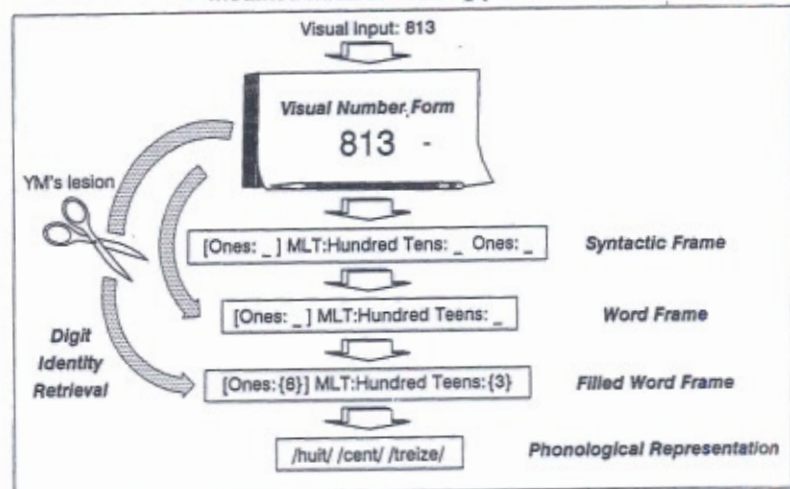 Visual Input: 813
Visual Number Form
813 -
YM's lesion
[Ones: _ ] MLT:Hundred Tens: _ Ones: _
Syntactic Frame
[Ones: _ ] MLT:Hundred Teens: _
Word Frame
Digit
Identity
Retrieval
[Ones:{8}] MLT:Hundred Teens:{3}
Filled Word Frame
/huit/ /cent/ /treize/
Phonological Representation